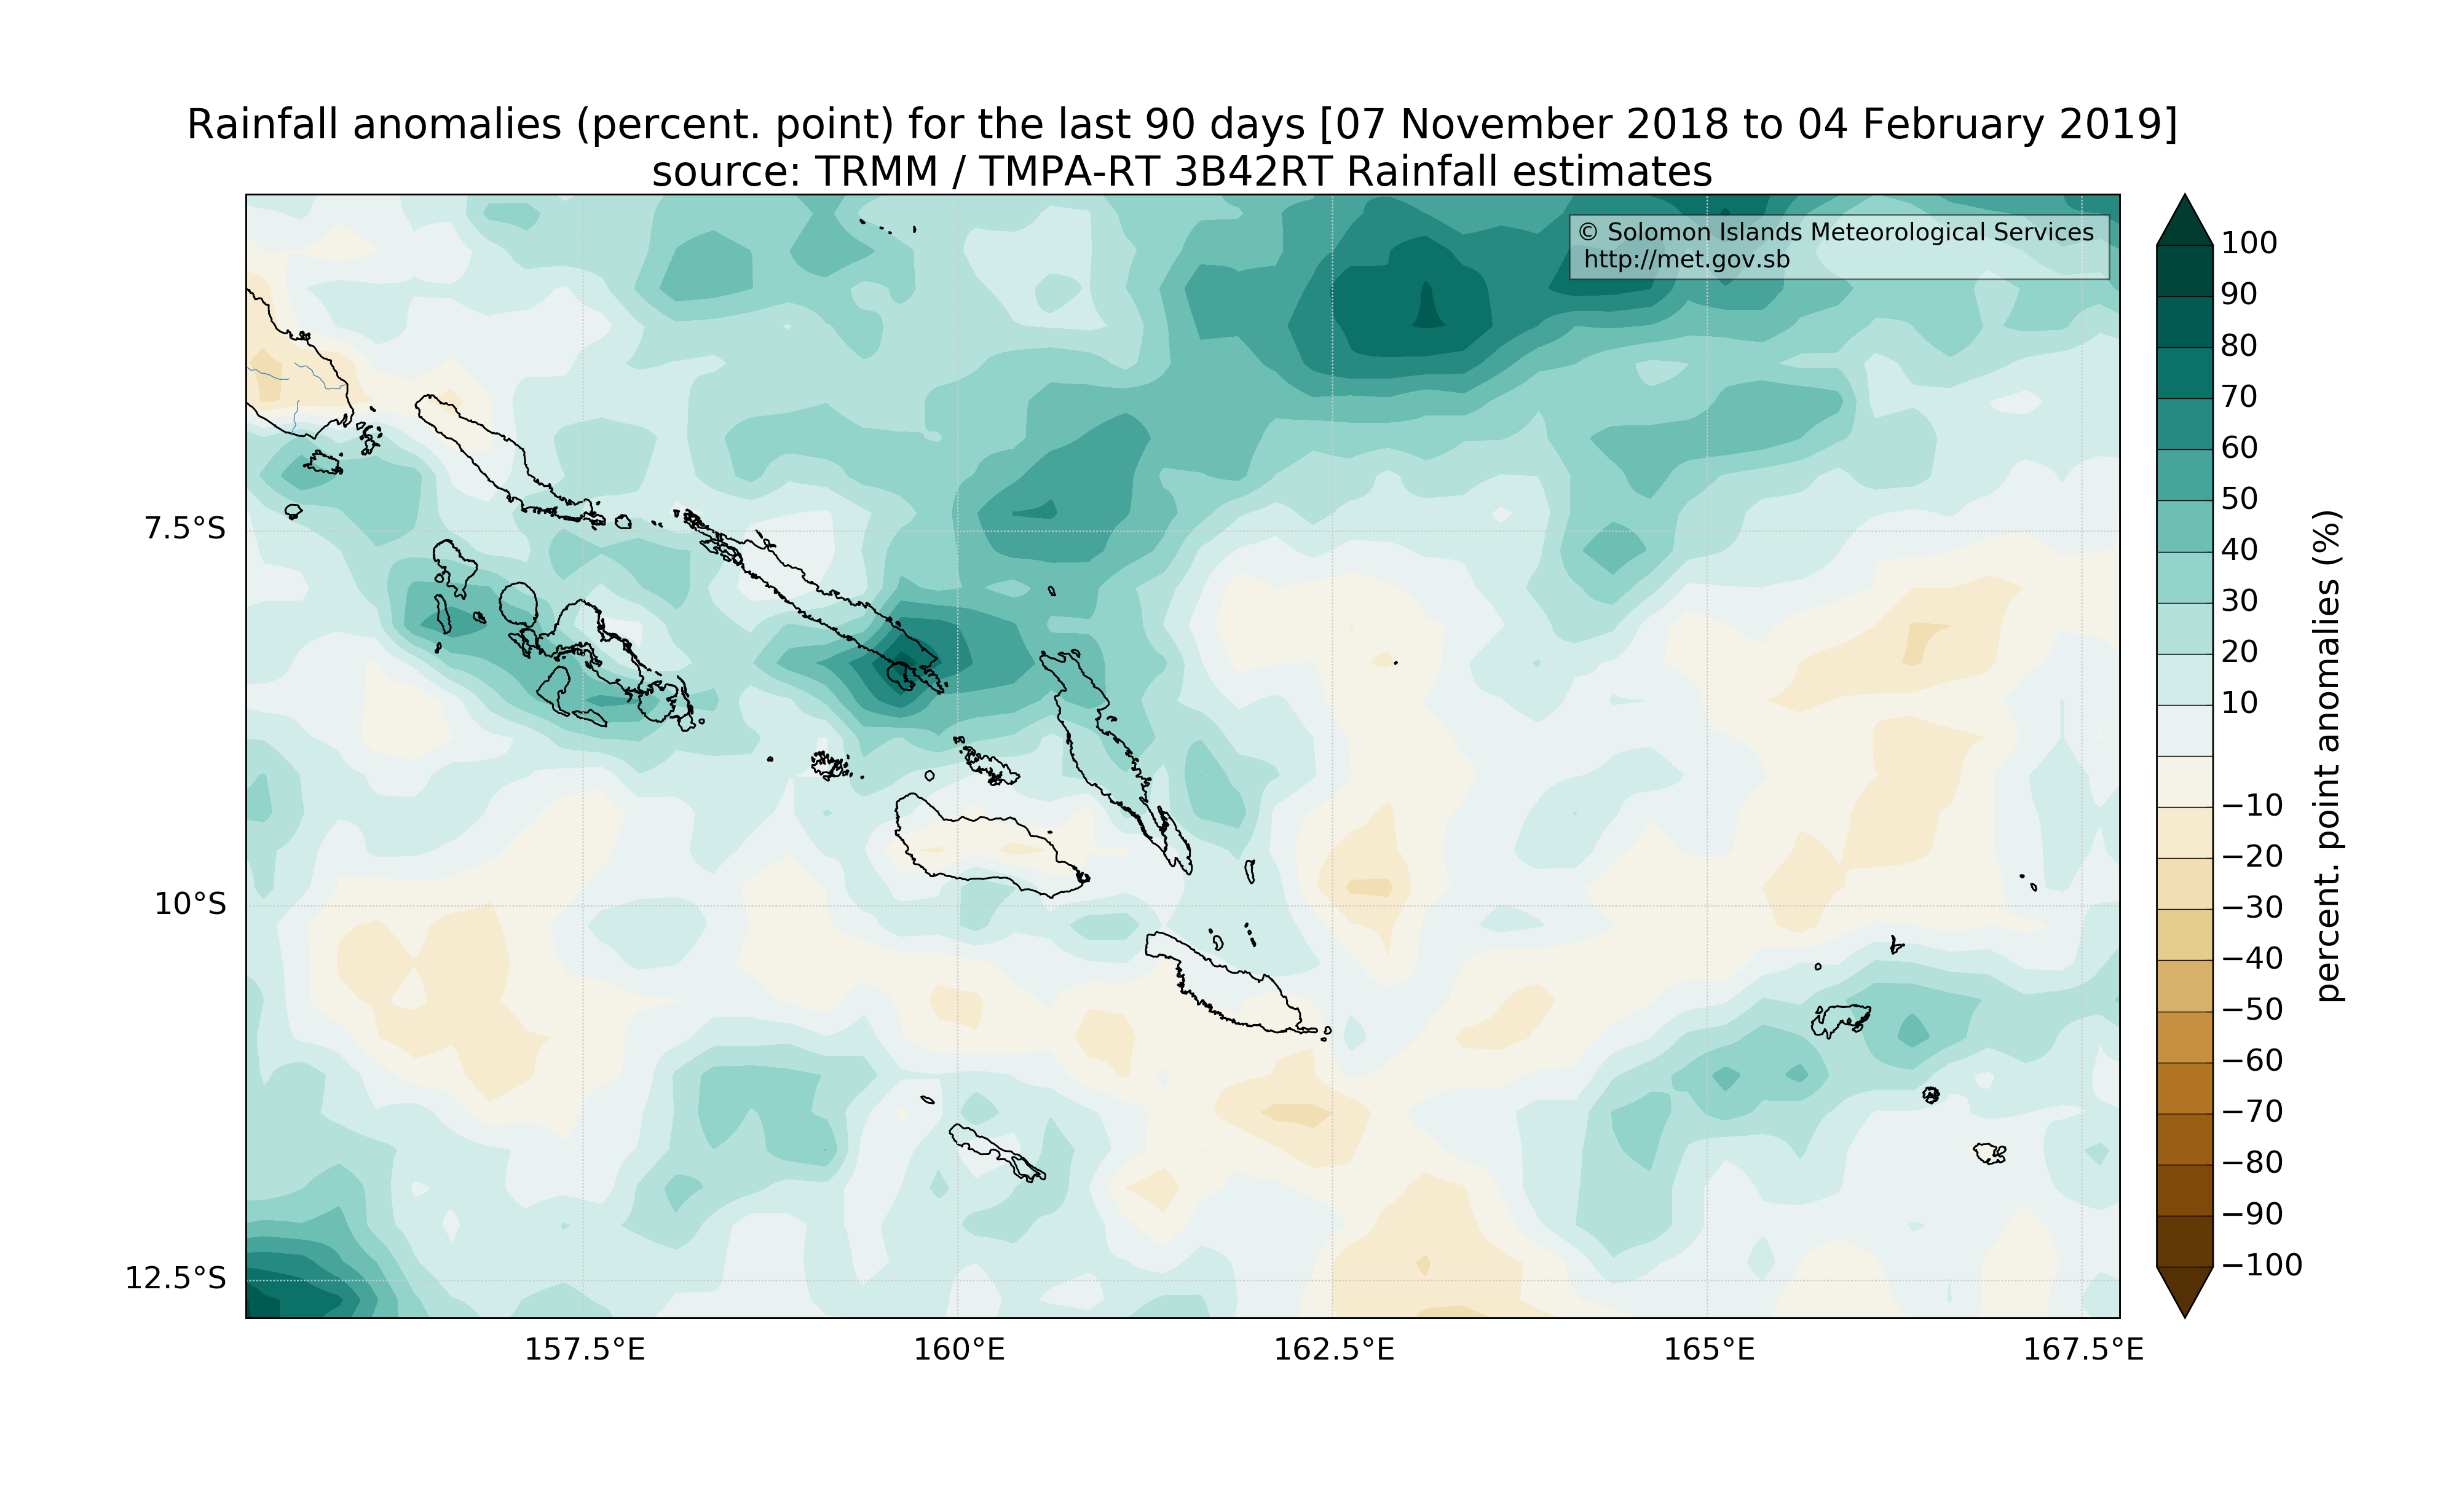 Rainfall anomalies (percent. point) for the last 90 days [07 November 2018 to 04 February 2019]
source: TRMM / TMPA-RT 3B42RT Rainfall estimates
© Solomon Islands Meteorological Services
http://met.gov.sb
7.5°S
10°S
12.5°S
157.5°E
160°E
162.5°E
165°E
167.5°E
100
90
80
70
60
50
40
30
20
10
−10
−20
−30
−40
−50
−60
−70
−80
−90
−100
percent. point anomalies (%)